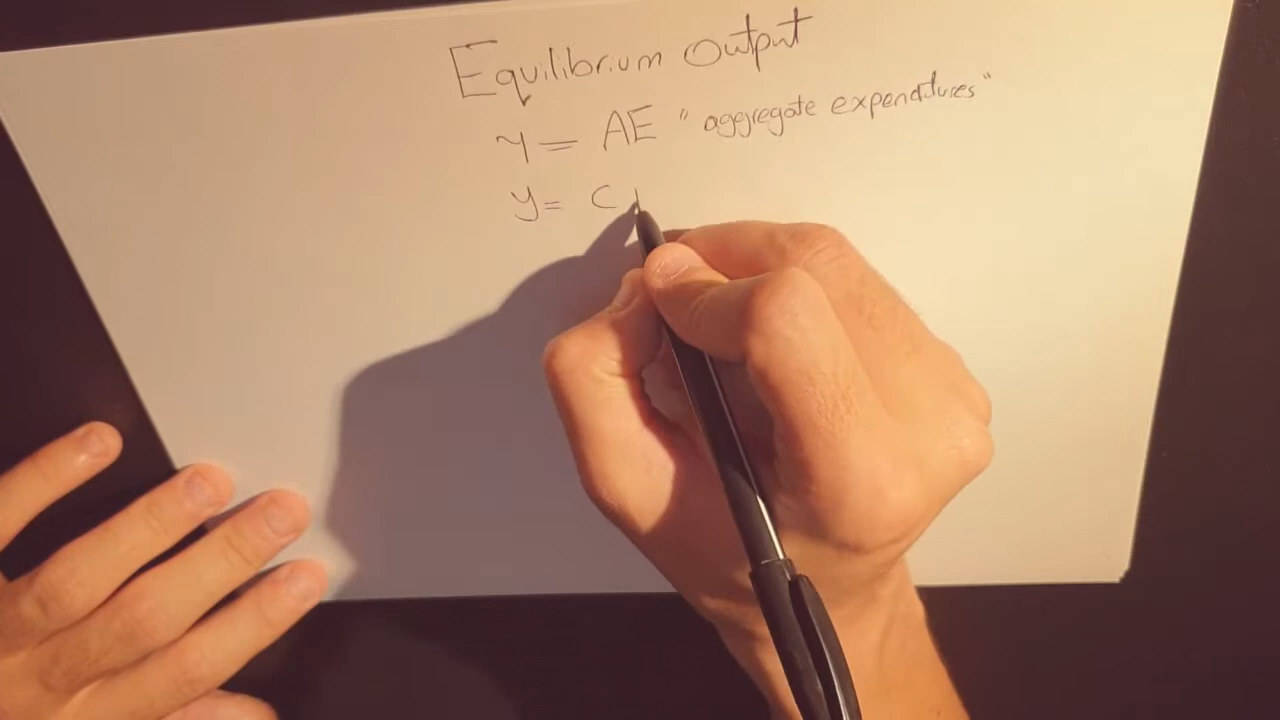 Equilibrium Output
Y = AE "aggregate expenditures"
Y = C